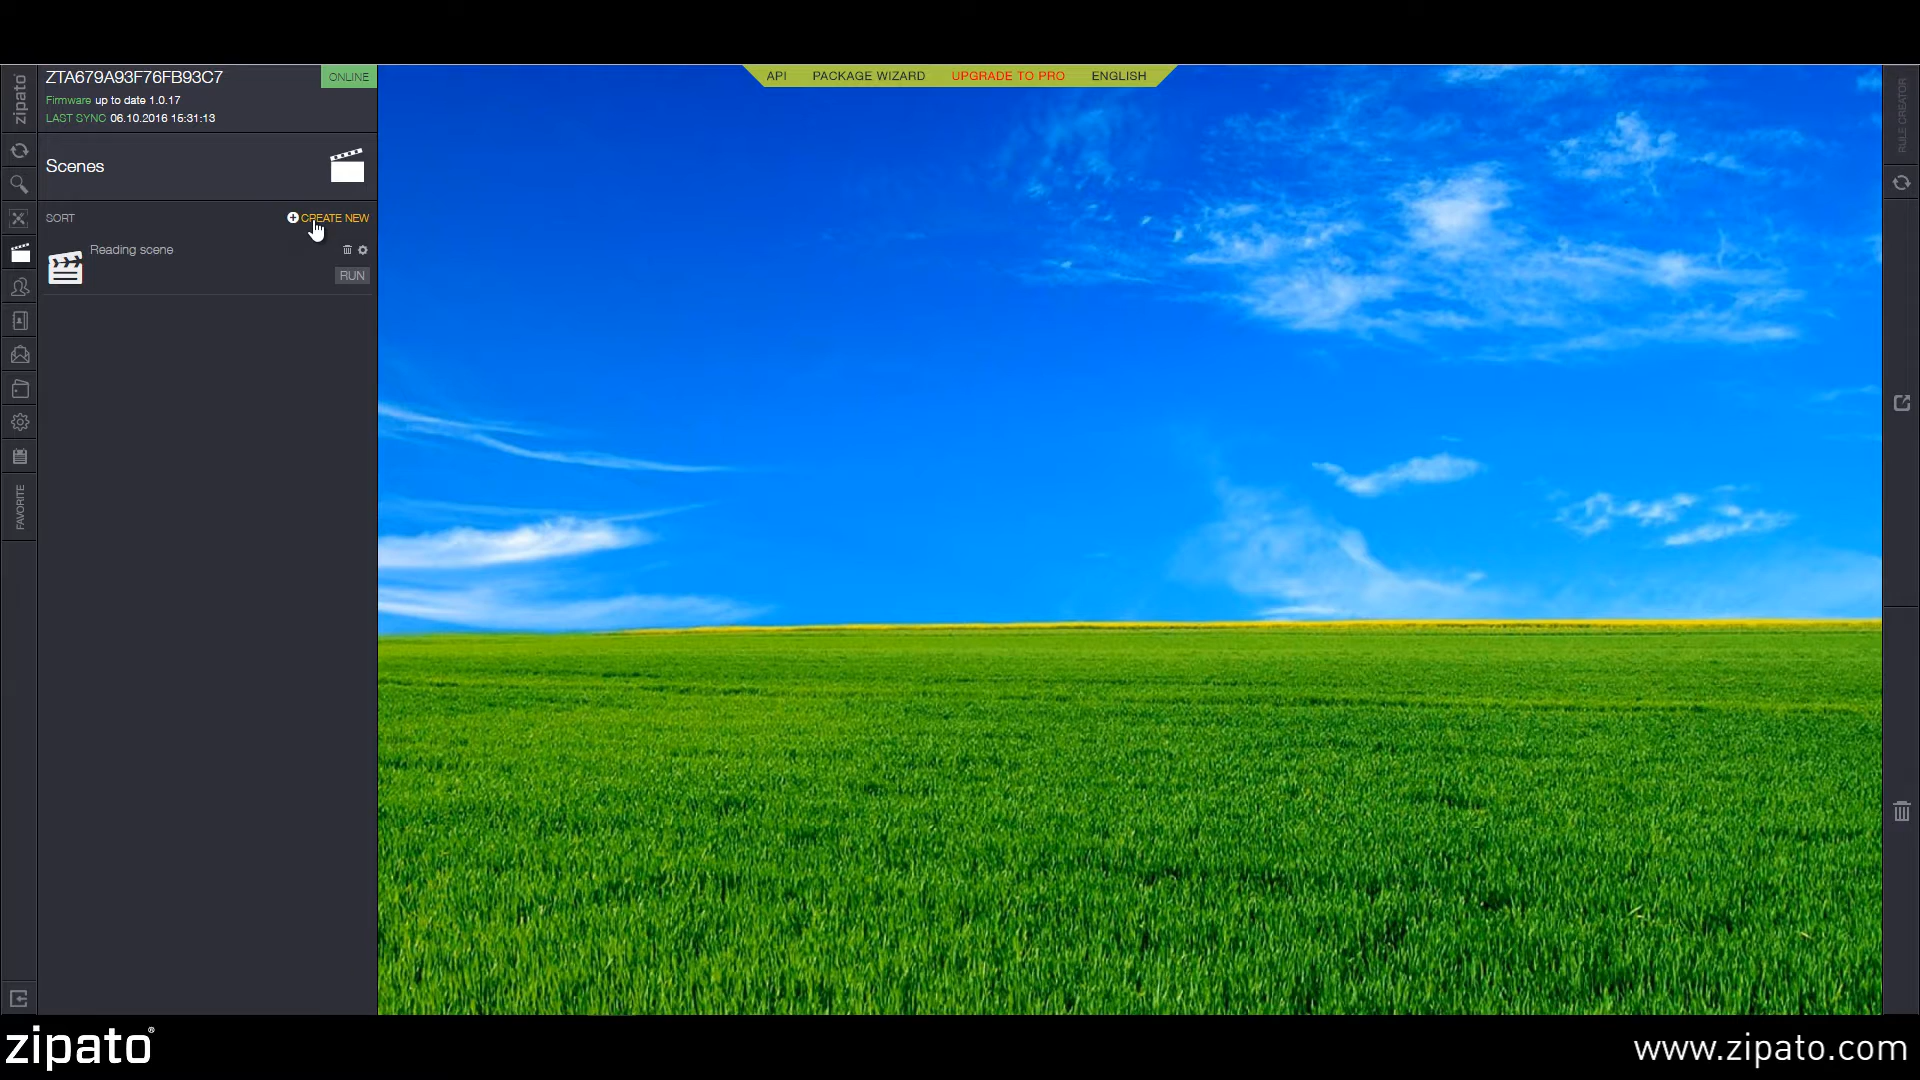 zipato
ZTA679A93F76FB93C7
ONLINE
Firmware up to date 1.0.17
LAST SYNC 06.10.2016 15:31:13
API PACKAGE WIZARD UPGRADE TO PRO ENGLISH
RULE CREATOR
Scenes
SORT
CREATE NEW
Reading scene
RUN
FAVORITE
zipato®
www.zipato.com